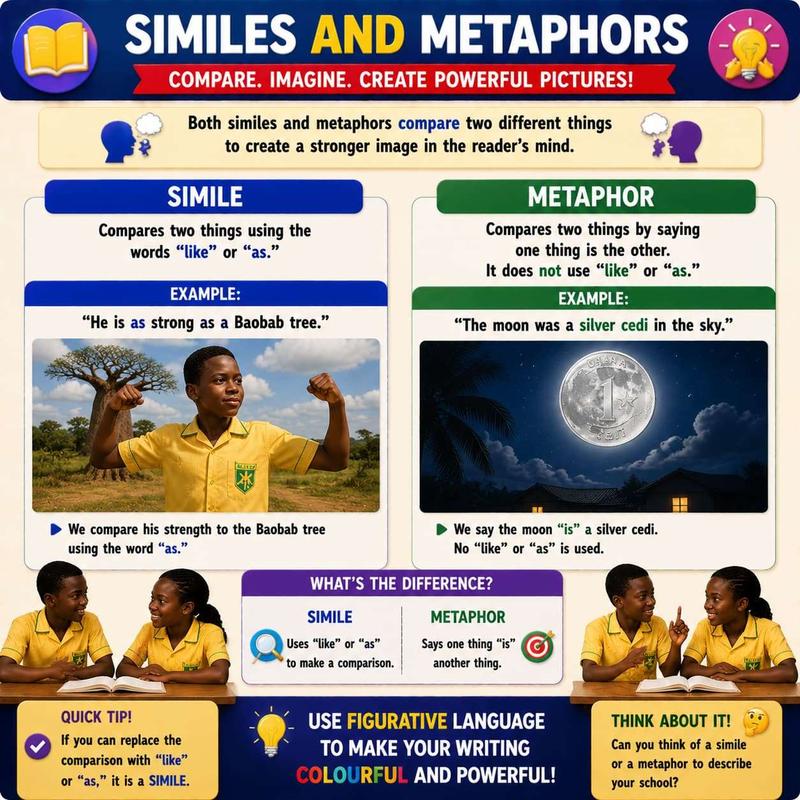 SIMILES AND METAPHORS
COMPARE. IMAGINE. CREATE POWERFUL PICTURES!
Both similes and metaphors compare two different things
to create a stronger image in the reader's mind.
SIMILE
Compares two things using the
words "like" or "as."
EXAMPLE:
"He is as strong as a Baobab tree."
We compare his strength to the Baobab tree
using the word "as."
METAPHOR
Compares two things by saying
one thing is the other.
It does not use "like" or "as."
EXAMPLE:
"The moon was a silver cedi in the sky."
GHANA
1
We say the moon "is" a silver cedi.
No "like" or "as" is used.
WHAT'S THE DIFFERENCE?
SIMILE
Uses "like" or "as"
to make a comparison.
METAPHOR
Says one thing "is"
another thing.
QUICK TIP!
If you can replace the
comparison with "like"
or "as," it is a SIMILE.
USE FIGURATIVE LANGUAGE
TO MAKE YOUR WRITING
COLOURFUL AND POWERFUL!
THINK ABOUT IT!
Can you think of a simile
or a metaphor to describe
your school?